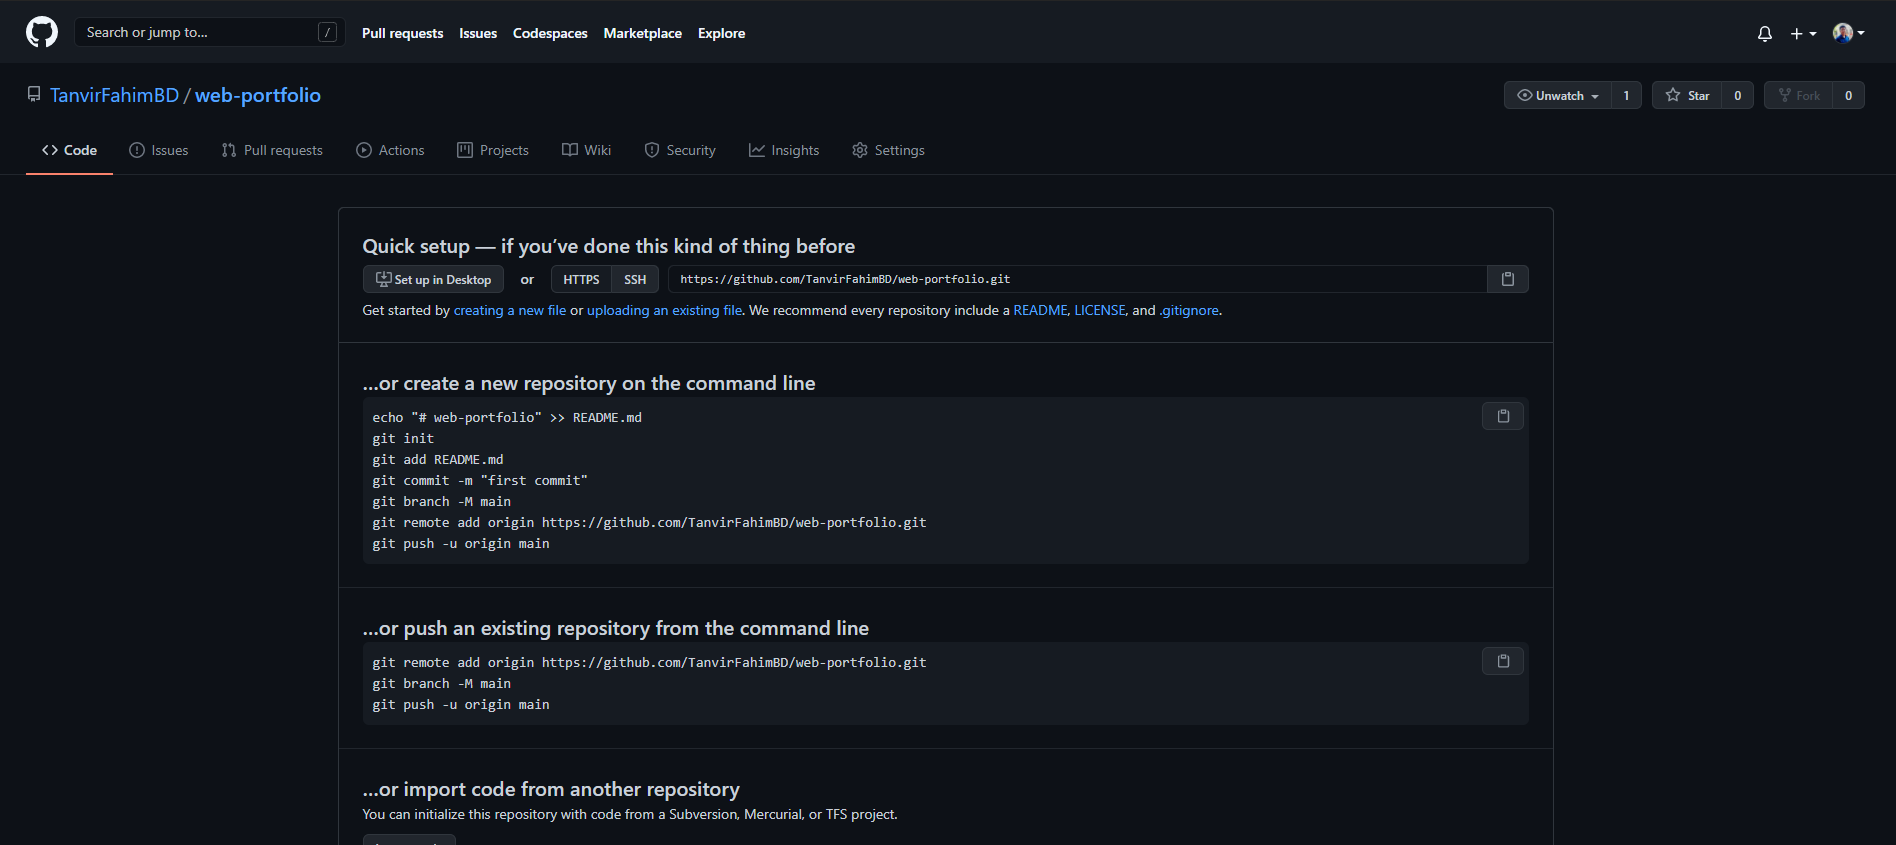 Search or jump to... /
Pull requests Issues Codespaces Marketplace Explore
TanvirFahimBD / web-portfolio
Unwatch 1 Star 0 Fork 0
Code Issues Pull requests Actions Projects Wiki Security Insights Settings
Quick setup — if you’ve done this kind of thing before
Set up in Desktop or HTTPS SSH https://github.com/TanvirFahimBD/web-portfolio.git
Get started by creating a new file or uploading an existing file. We recommend every repository include a README, LICENSE, and .gitignore.
…or create a new repository on the command line
echo "# web-portfolio" >> README.md
git init
git add README.md
git commit -m "first commit"
git branch -M main
git remote add origin https://github.com/TanvirFahimBD/web-portfolio.git
git push -u origin main
…or push an existing repository from the command line
git remote add origin https://github.com/TanvirFahimBD/web-portfolio.git
git branch -M main
git push -u origin main
…or import code from another repository
You can initialize this repository with code from a Subversion, Mercurial, or TFS project.